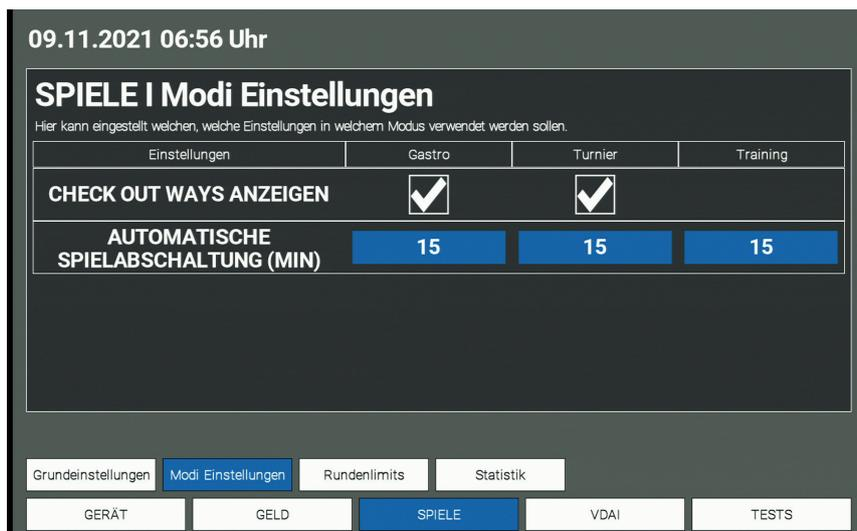 09.11.2021 06:56 Uhr
SPIELE I Modi Einstellungen
Hier kann eingestellt welchen, welche Einstellungen in welchem Modus verwendet werden sollen.
Einstellungen Gastro Turnier Training
CHECK OUT WAYS ANZEIGEN
AUTOMATISCHE
SPIELABSCHALTUNG (MIN) 15 15 15
Grundeinstellungen Modi Einstellungen Rundenlimits Statistik
GERÄT GELD SPIELE VDAI TESTS